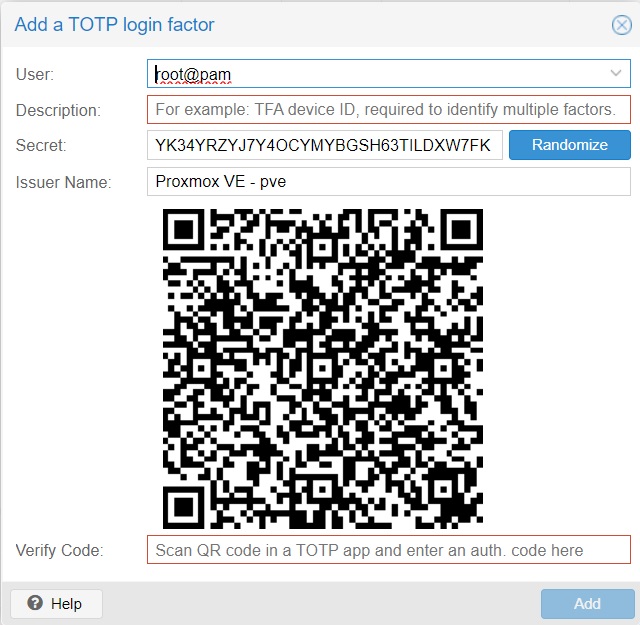 Add a TOTP login factor
User: root@pam
Description: For example: TFA device ID, required to identify multiple factors.
Secret: YK34YRZYJ7Y4OCYMYBGSH63TILDXW7FK Randomize
Issuer Name: Proxmox VE - pve
Verify Code: Scan QR code in a TOTP app and enter an auth. code here
Help Add